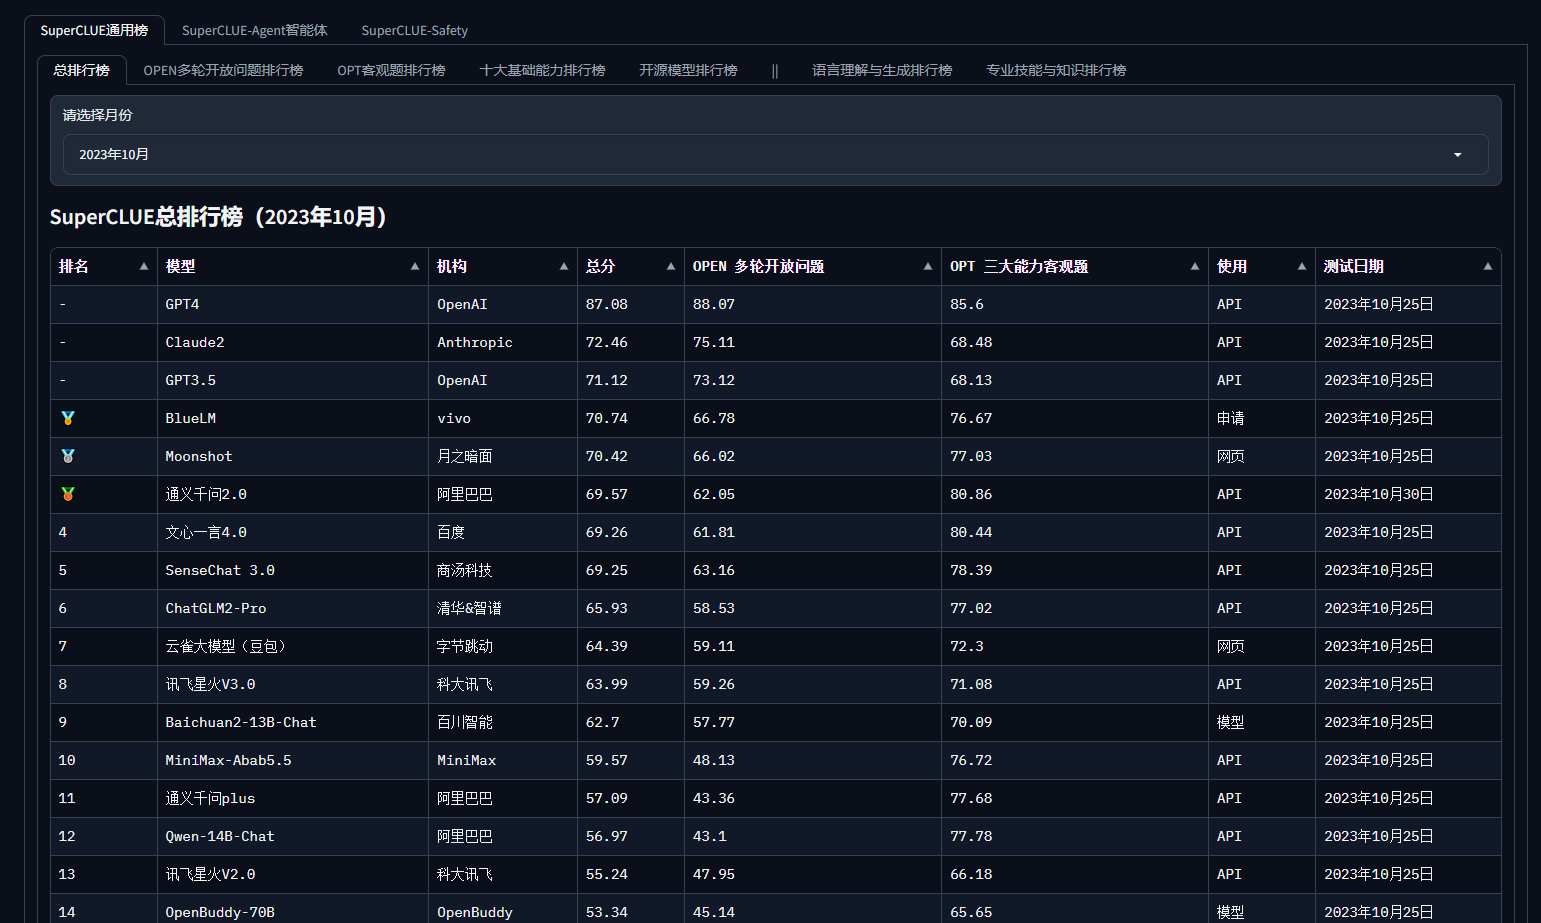 SuperCLUE通用榜 SuperCLUE-Agent智能体 SuperCLUE-Safety
总排行榜 OPEN多轮开放问题排行榜 OPT客观题排行榜 十大基础能力排行榜 开源模型排行榜 || 语言理解与生成排行榜 专业技能与知识排行榜
请选择月份
2023年10月
SuperCLUE总排行榜（2023年10月）
排名 模型 机构 总分 OPEN 多轮开放问题 OPT 三大能力客观题 使用 测试日期
- GPT4 OpenAI 87.08 88.07 85.6 API 2023年10月25日
- Claude2 Anthropic 72.46 75.11 68.48 API 2023年10月25日
- GPT3.5 OpenAI 71.12 73.12 68.13 API 2023年10月25日
🏅 BlueLM vivo 70.74 66.78 76.67 申请 2023年10月25日
🥈 Moonshot 月之暗面 70.42 66.02 77.03 网页 2023年10月25日
🥉 通义千问2.0 阿里巴巴 69.57 62.05 80.86 API 2023年10月30日
4 文心一言4.0 百度 69.26 61.81 80.44 API 2023年10月25日
5 SenseChat 3.0 商汤科技 69.25 63.16 78.39 API 2023年10月25日
6 ChatGLM2-Pro 清华&智谱 65.93 58.53 77.02 API 2023年10月25日
7 云雀大模型（豆包） 字节跳动 64.39 59.11 72.3 网页 2023年10月25日
8 讯飞星火V3.0 科大讯飞 63.99 59.26 71.08 API 2023年10月25日
9 Baichuan2-13B-Chat 百川智能 62.7 57.77 70.09 模型 2023年10月25日
10 MiniMax-Abab5.5 MiniMax 59.57 48.13 76.72 API 2023年10月25日
11 通义千问plus 阿里巴巴 57.09 43.36 77.68 API 2023年10月25日
12 Qwen-14B-Chat 阿里巴巴 56.97 43.1 77.78 API 2023年10月25日
13 讯飞星火V2.0 科大讯飞 55.24 47.95 66.18 API 2023年10月25日
14 OpenBuddy-70B OpenBuddy 53.34 45.14 65.65 模型 2023年10月25日